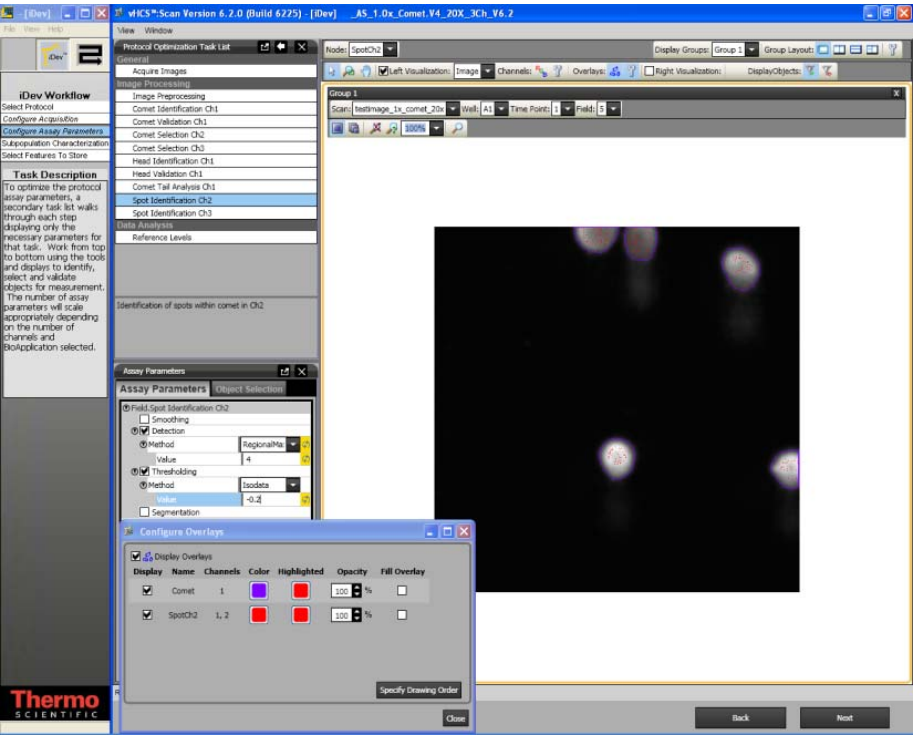 - [iDev]
File View Help
iDev™
iDev Workflow
Select Protocol
Configure Acquisition
Configure Assay Parameters
Subpopulation Characterization
Select Features To Store
Task Description
To optimize the protocol
assay parameters, a
secondary task list walks
through each step
displaying only the
necessary parameters for
that task. Work from top
to bottom using the tools
and displays to identify,
select and validate
objects for measurement.
The number of assay
parameters will scale
appropriately depending
on the number of
channels and
BioApplication selected.
Thermo
SCIENTIFIC
vHCS™:Scan Version 6.2.0 (Build 6225) - [iDev] _AS_1.0x_Comet.V4_20X_3Ch_V6.2
View Window
Protocol Optimization Task List
General
Acquire Images
Image Processing
Image Preprocessing
Comet Identification Ch1
Comet Validation Ch1
Comet Selection Ch2
Comet Selection Ch3
Head Identification Ch1
Head Validation Ch1
Comet Tail Analysis Ch1
Spot Identification Ch2
Spot Identification Ch3
Data Analysis
Reference Levels
Identification of spots within comet in Ch2
Assay Parameters
Assay Parameters Object Selection
Field.Spot Identification Ch2
Smoothing
Detection
Method RegionalMa
Value 4
Thresholding
Method Isodata
Value -0.2
Segmentation
Node: SpotCh2 Display Groups: Group 1 Group Layout:
Left Visualization: Image Channels: Overlays: Right Visualization: DisplayObjects:
Group 1 X
Scan: testimage_1x_comet_20x Well: A1 Time Point: 1 Field: 5
100%
Configure Overlays
Display Overlays
Display Name Channels Color Highlighted Opacity Fill Overlay
Comet 1 100 %
SpotCh2 1, 2 100 %
Specify Drawing Order
Close
Back Next